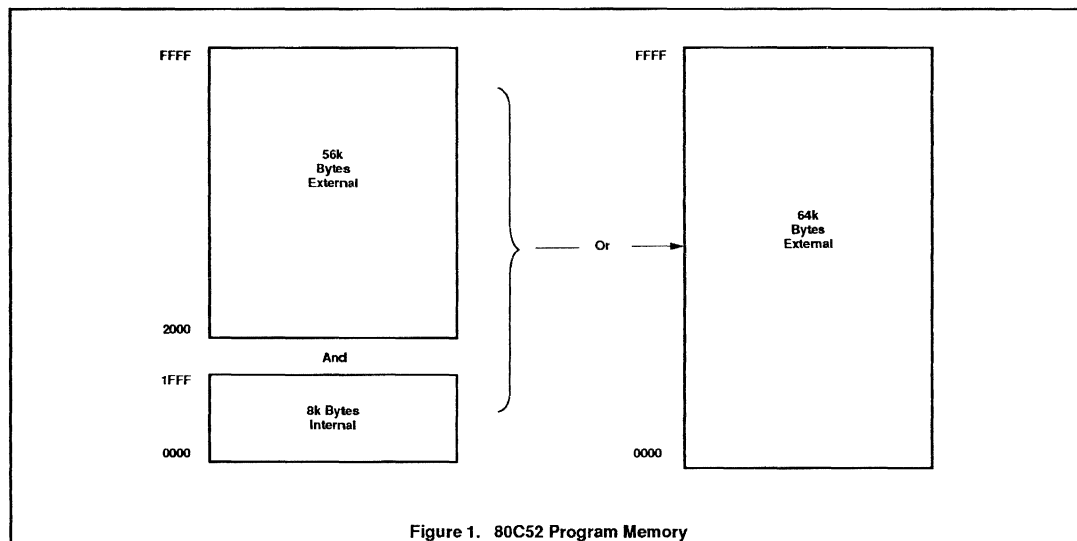 FFFF
56k
Bytes
External
2000
And
1FFF
8k Bytes
Internal
0000
Or
FFFF
64k
Bytes
External
0000
Figure 1. 80C52 Program Memory